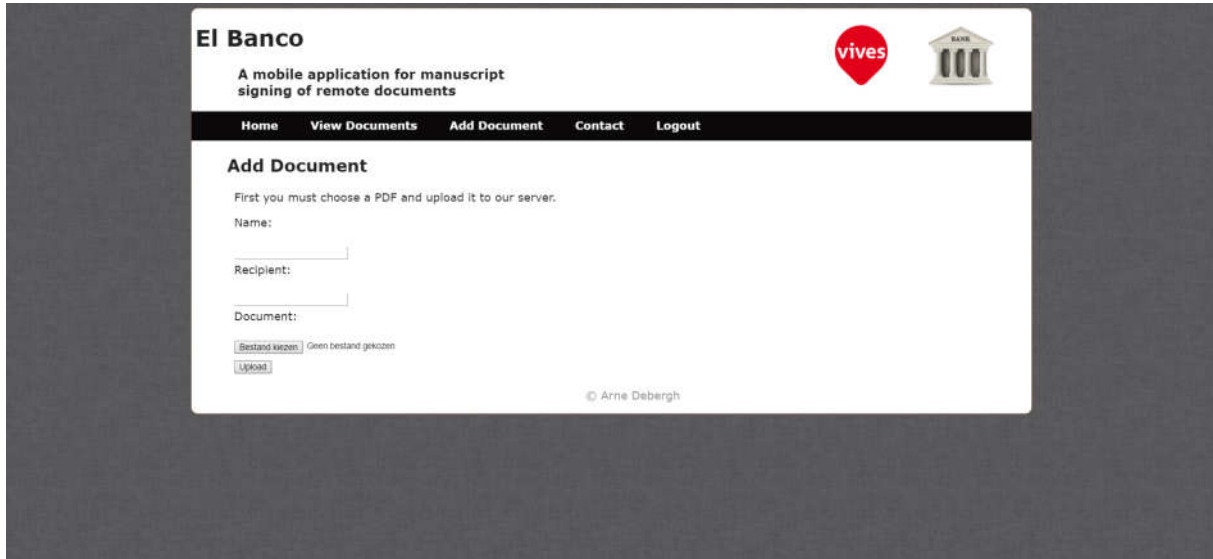 El Banco
A mobile application for manuscript
signing of remote documents
vives
BANK
Home View Documents Add Document Contact Logout
Add Document
First you must choose a PDF and upload it to our server.
Name:
Recipient:
Document:
Bestand kiezen Geen bestand gekozen
Upload
© Arne Debergh